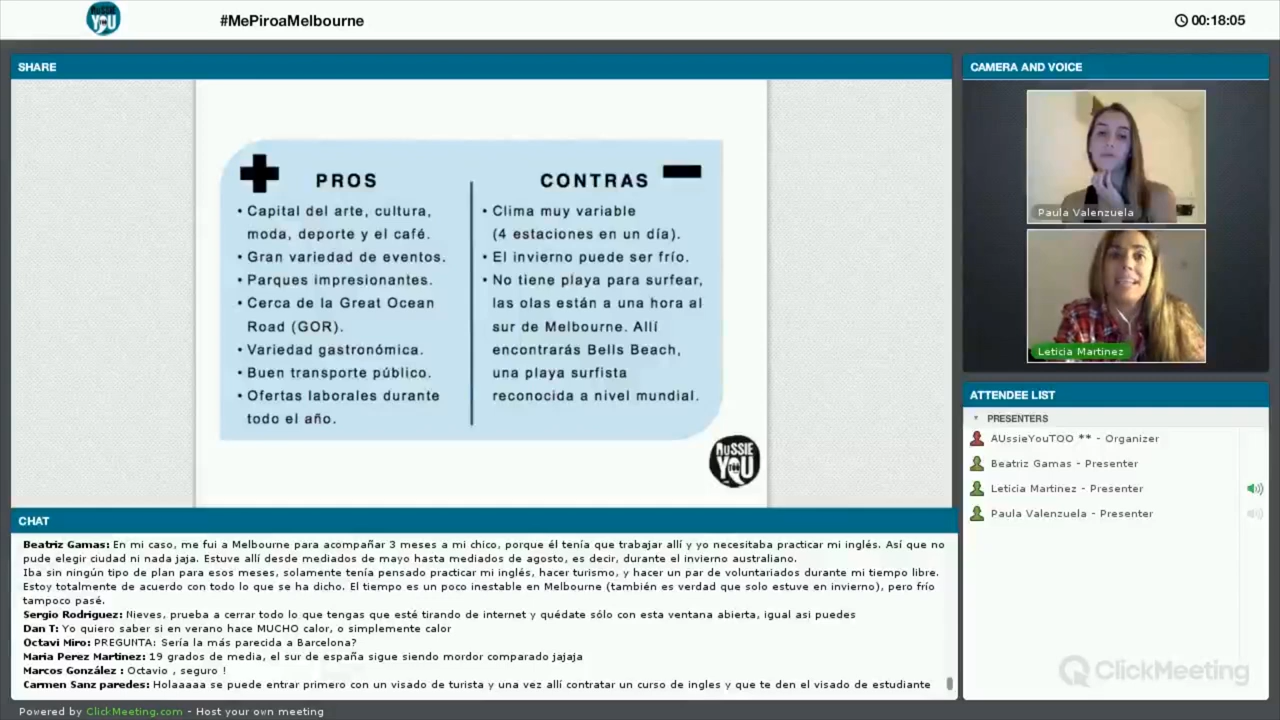 AUSSIE
YOU
#MePiroaMelbourne
00:18:05
SHARE
PROS
Capital del arte, cultura,
moda, deporte y el café.
Gran variedad de eventos.
Parques impresionantes.
Cerca de la Great Ocean
Road (GOR).
Variedad gastronómica.
Buen transporte público.
Ofertas laborales durante
todo el año.
CONTRAS
Clima muy variable
(4 estaciones en un día).
El invierno puede ser frío.
No tiene playa para surfear,
las olas están a una hora al
sur de Melbourne. Allí
encontrarás Bells Beach,
una playa surfista
reconocida a nivel mundial.
AUSSIE
YOU
CAMERA AND VOICE
Paula Valenzuela
Leticia Martinez
ATTENDEE LIST
PRESENTERS
AUssieYouTOO ** - Organizer
Beatriz Gamas - Presenter
Leticia Martinez - Presenter
Paula Valenzuela - Presenter
ClickMeeting
CHAT
Beatriz Gamas: En mi caso, me fui a Melbourne para acompañar 3 meses a mi chico, porque él tenía que trabajar allí y yo necesitaba practicar mi inglés. Así que no
pude elegir ciudad ni nada jaja. Estuve allí desde mediados de mayo hasta mediados de agosto, es decir, durante el invierno australiano.
Iba sin ningún tipo de plan para esos meses, solamente tenía pensado practicar mi inglés, hacer turismo, y hacer un par de voluntariados durante mi tiempo libre.
Estoy totalmente de acuerdo con todo lo que se ha dicho. El tiempo es un poco inestable en Melbourne (también es verdad que solo estuve en invierno), pero frío
tampoco pasé.
Sergio Rodriguez: Nieves, prueba a cerrar todo lo que tengas que esté tirando de internet y quédate sólo con esta ventana abierta, igual asi puedes
Dan T: Yo quiero saber si en verano hace MUCHO calor, o simplemente calor
Octavi Miro: PREGUNTA: Sería la más parecida a Barcelona?
Maria Perez Martinez: 19 grados de media, el sur de españa sigue siendo mordor comparado jajaja
Marcos González : Octavio , seguro !
Carmen Sanz paredes: Holaaaaa se puede entrar primero con un visado de turista y una vez allí contratar un curso de ingles y que te den el visado de estudiante
Powered by ClickMeeting.com - Host your own meeting